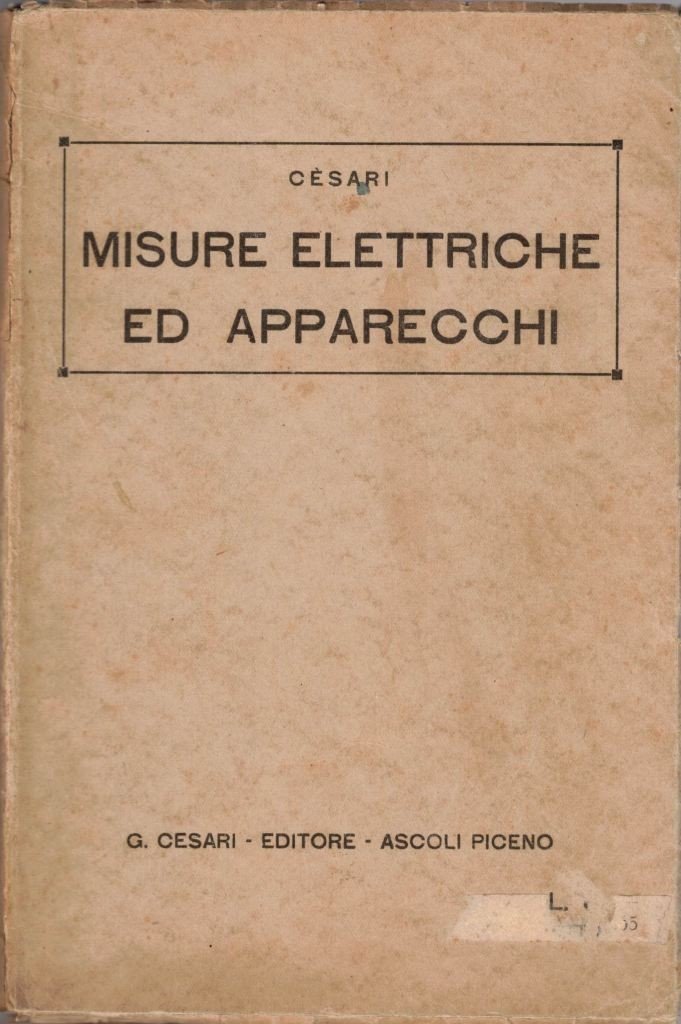 CÈSARI
MISURE ELETTRICHE
ED APPARECCHI
G. CESARI - EDITORE - ASCOLI PICENO
L.